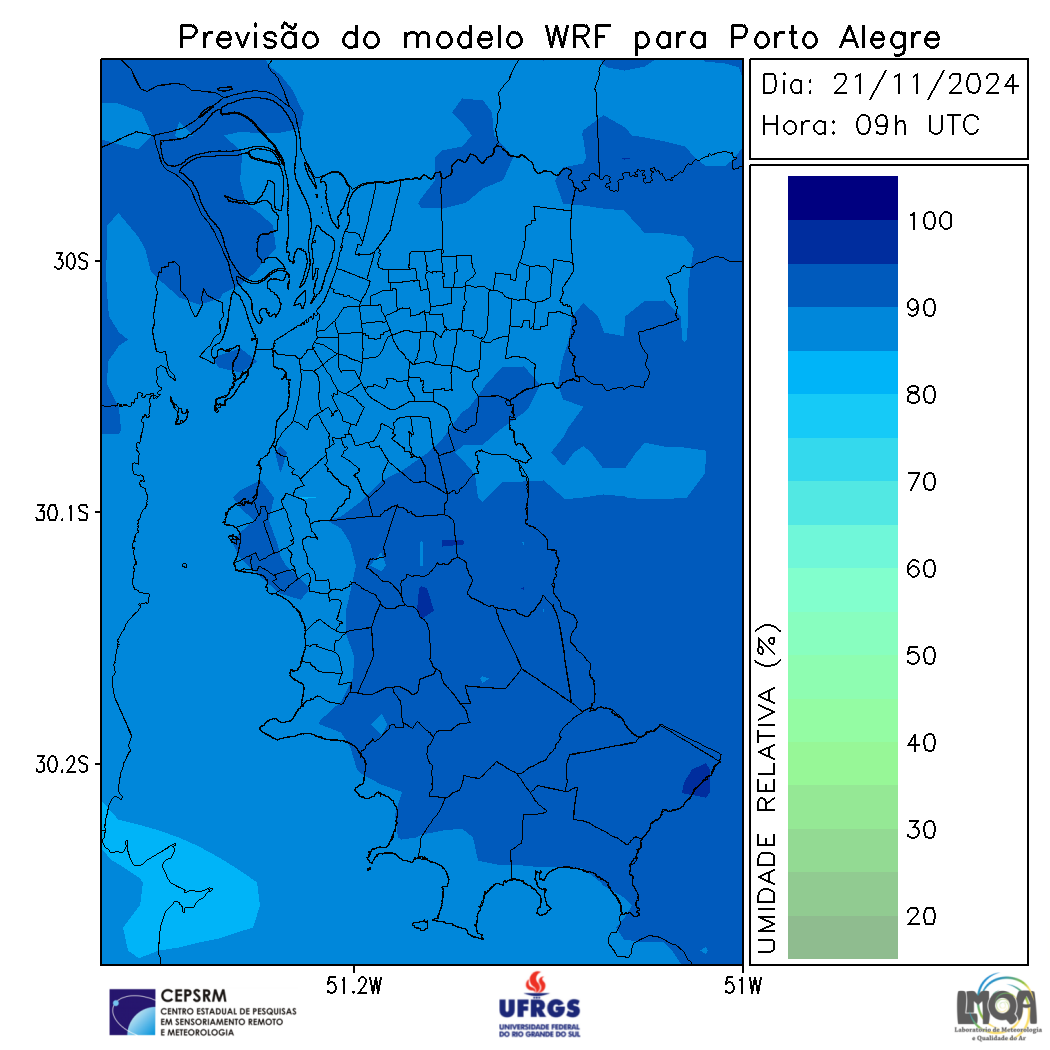 Previsão do modelo WRF para Porto Alegre
Dia: 21/11/2024
Hora: 09h UTC
30S
30.1S
30.2S
51.2W
51W
UMIDADE RELATIVA (%)
100
90
80
70
60
50
40
30
20
CEPSRM
CENTRO ESTADUAL DE PESQUISAS
EM SENSORIAMENTO REMOTO
E METEOROLOGIA
UFRGS
UNIVERSIDADE FEDERAL
DO RIO GRANDE DO SUL
LMQA
Laboratório de Meteorologia
e Qualidade do Ar